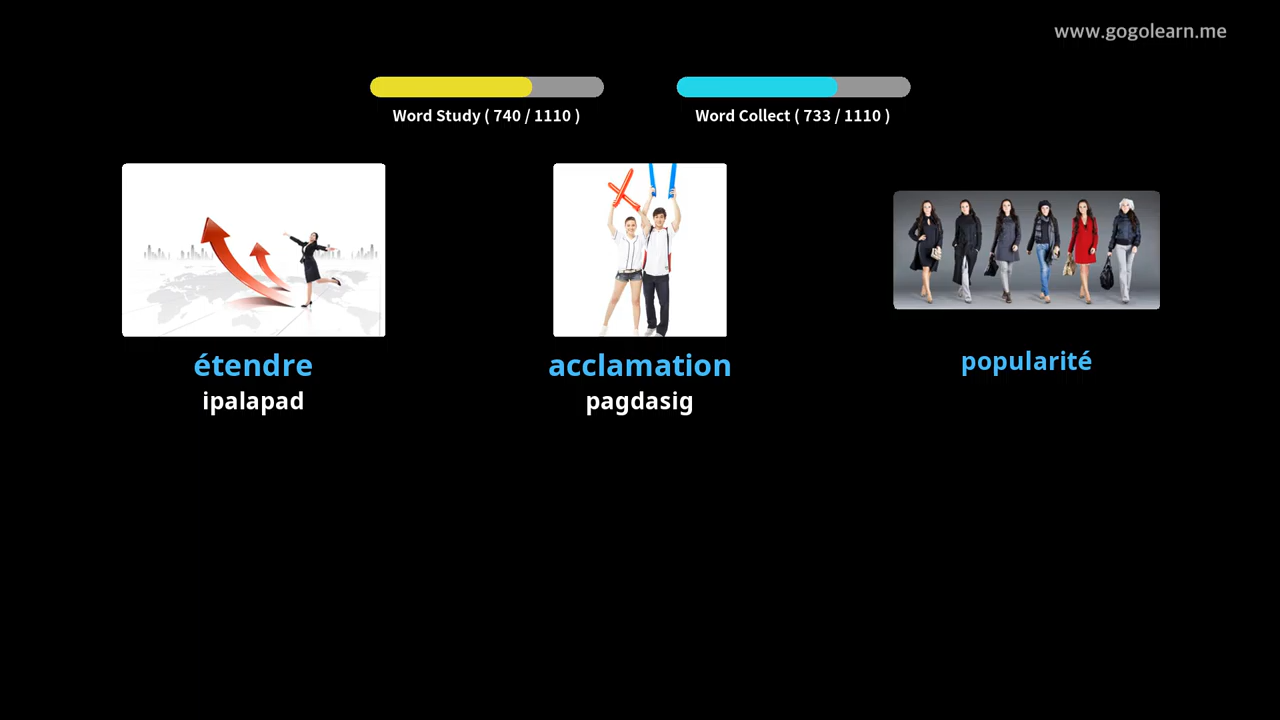 www.gogolearn.me
Word Study ( 740 / 1110 )
Word Collect ( 733 / 1110 )
étendre
ipalapad
acclamation
pagdasig
popularité